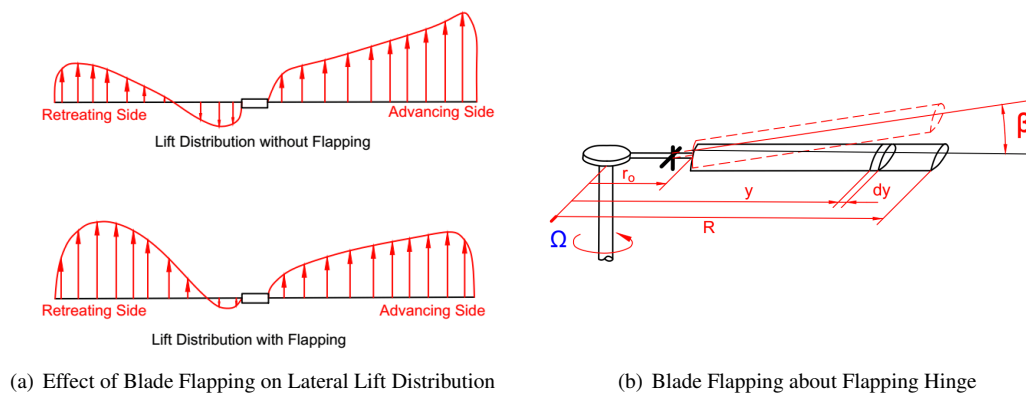 Retreating Side
Advancing Side
Lift Distribution without Flapping
Retreating Side
Advancing Side
Lift Distribution with Flapping
(a) Effect of Blade Flapping on Lateral Lift Distribution
β
r₀
y
dy
R
Ω
(b) Blade Flapping about Flapping Hinge